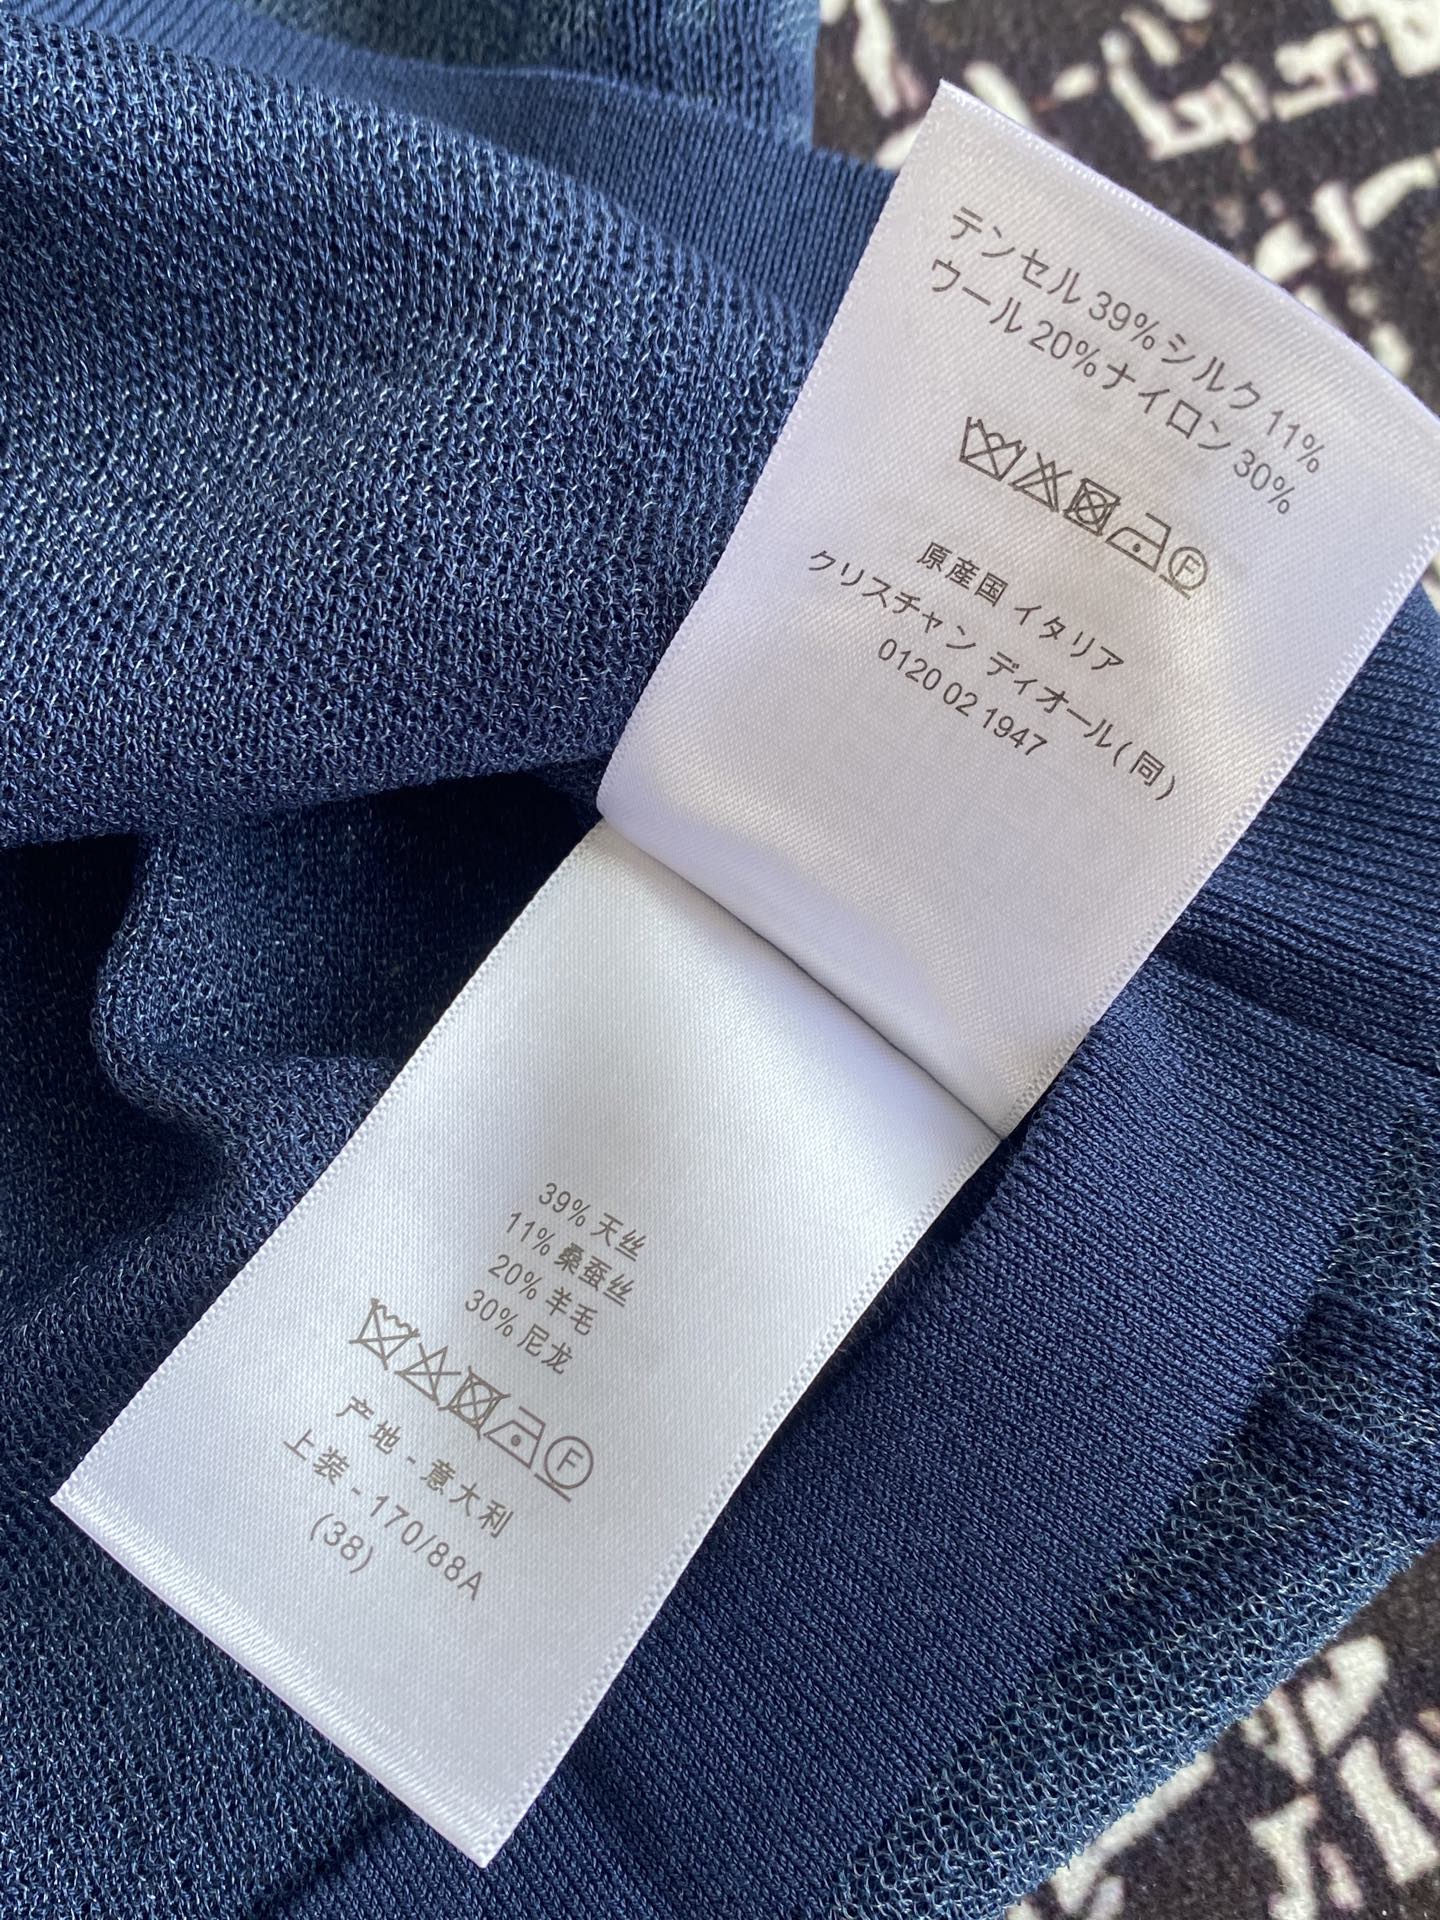 テンセル 39% シルク 11%
ウール 20% ナイロン 30%
F
原産国 イタリア
クリスチャン ディオール(同)
0120 02 1947
39% 天丝
11% 桑蚕丝
20% 羊毛
30% 尼龙
F
产地 - 意大利
上装 - 170/88A
(38)